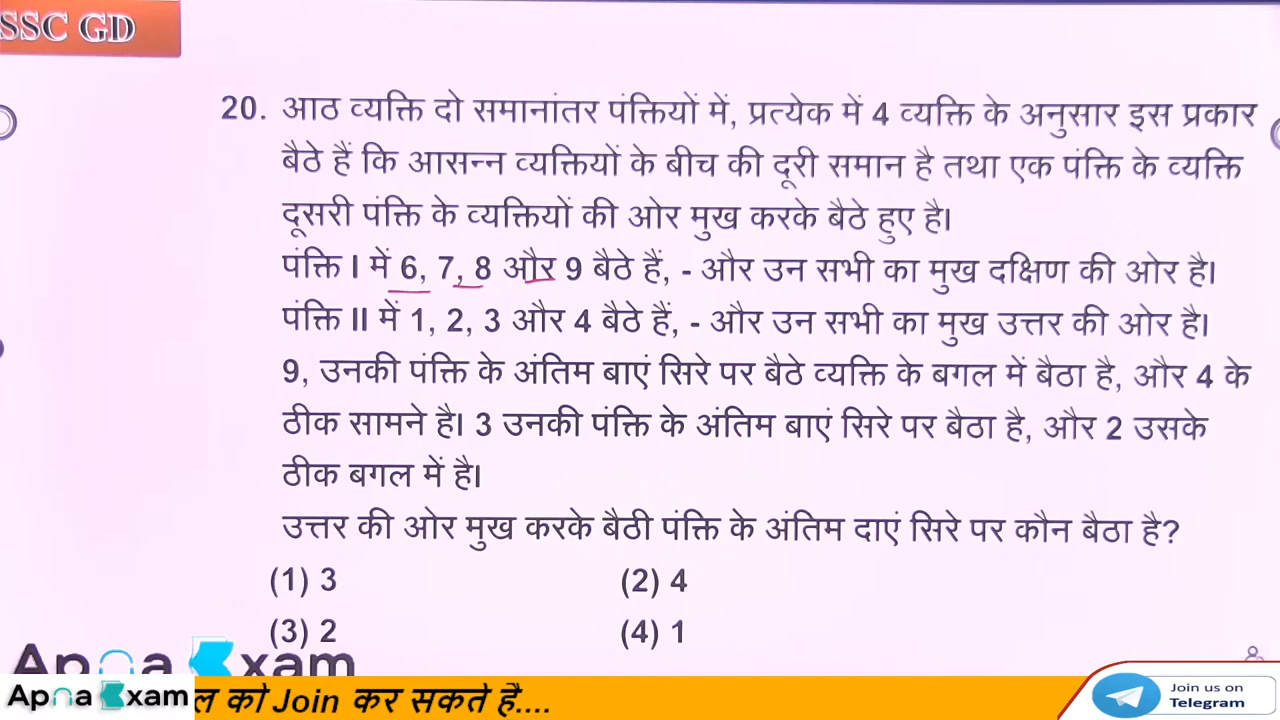 SSC GD
20. आठ व्यक्ति दो समानांतर पंक्तियों में, प्रत्येक में 4 व्यक्ति के अनुसार इस प्रकार
बैठे हैं कि आसन्न व्यक्तियों के बीच की दूरी समान है तथा एक पंक्ति के व्यक्ति
दूसरी पंक्ति के व्यक्तियों की ओर मुख करके बैठे हुए है।
पंक्ति I में 6, 7, 8 और 9 बैठे हैं, - और उन सभी का मुख दक्षिण की ओर है।
पंक्ति II में 1, 2, 3 और 4 बैठे हैं, - और उन सभी का मुख उत्तर की ओर है।
9, उनकी पंक्ति के अंतिम बाएं सिरे पर बैठे व्यक्ति के बगल में बैठा है, और 4 के
ठीक सामने है। 3 उनकी पंक्ति के अंतिम बाएं सिरे पर बैठा है, और 2 उसके
ठीक बगल में है।
उत्तर की ओर मुख करके बैठी पंक्ति के अंतिम दाएं सिरे पर कौन बैठा है?
(1) 3 (2) 4
(3) 2 (4) 1
Apna Exam
Apna Exam ल को Join कर सकते है....
Join us on
Telegram